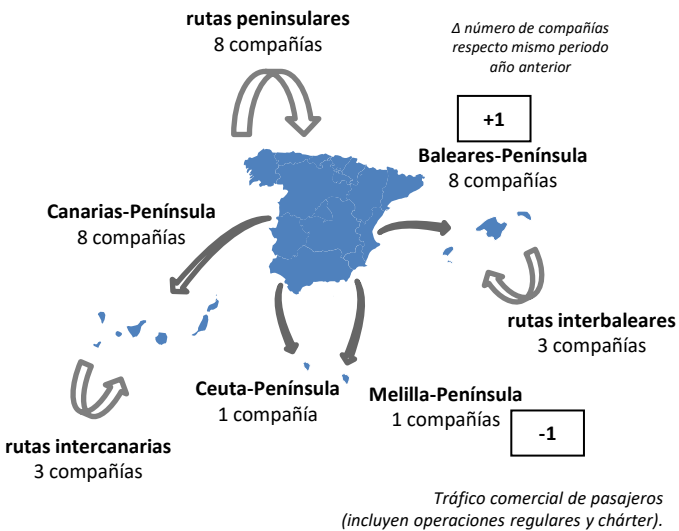 rutas peninsulares
8 compañías
Δ número de compañías
respecto mismo periodo
año anterior
+1
Baleares-Península
8 compañías
Canarias-Península
8 compañías
rutas interbaleares
3 compañías
Ceuta-Península
1 compañía
Melilla-Península
1 compañías
-1
rutas intercanarias
3 compañías
Tráfico comercial de pasajeros
(incluyen operaciones regulares y chárter).